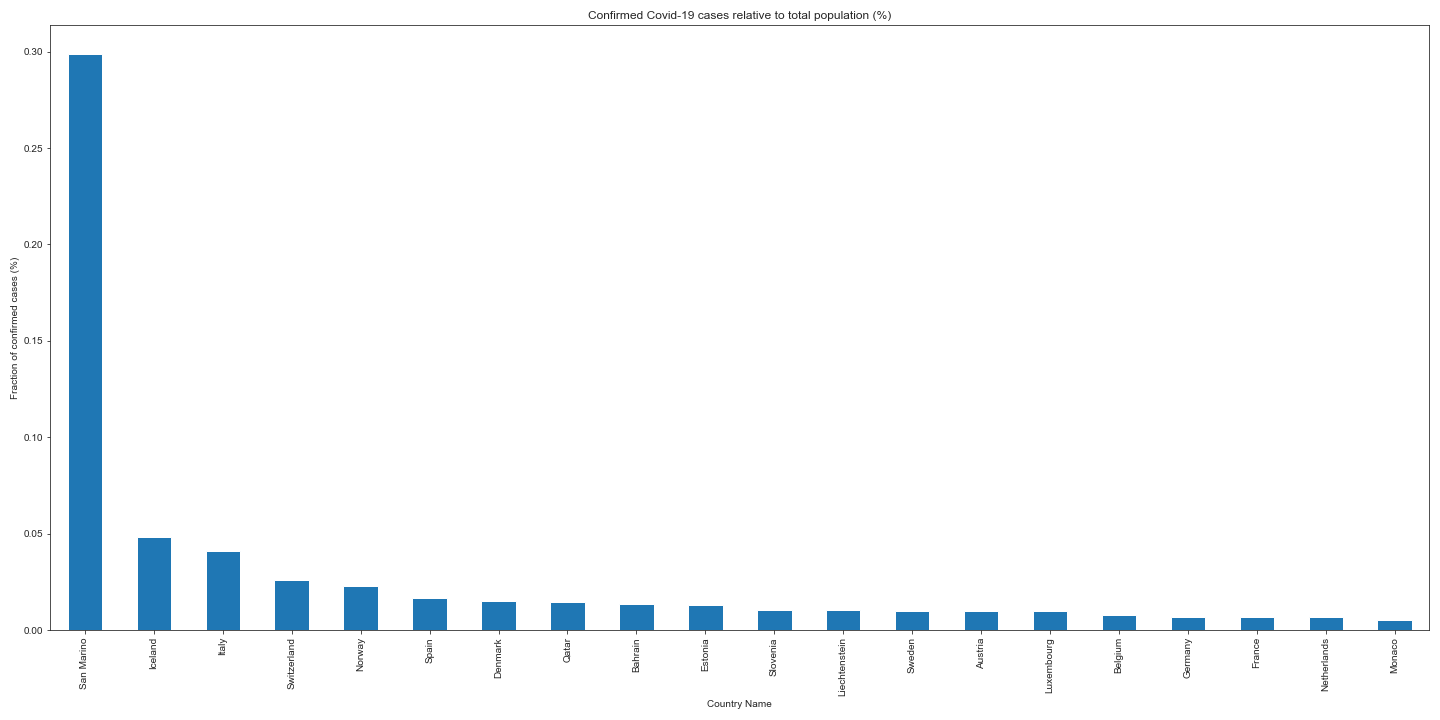 Confirmed Covid-19 cases relative to total population (%)
Fraction of confirmed cases (%)
0.30
0.25
0.20
0.15
0.10
0.05
0.00
San Marino
Iceland
Italy
Switzerland
Norway
Spain
Denmark
Qatar
Bahrain
Estonia
Slovenia
Liechtenstein
Sweden
Austria
Luxembourg
Belgium
Germany
France
Netherlands
Monaco
Country Name